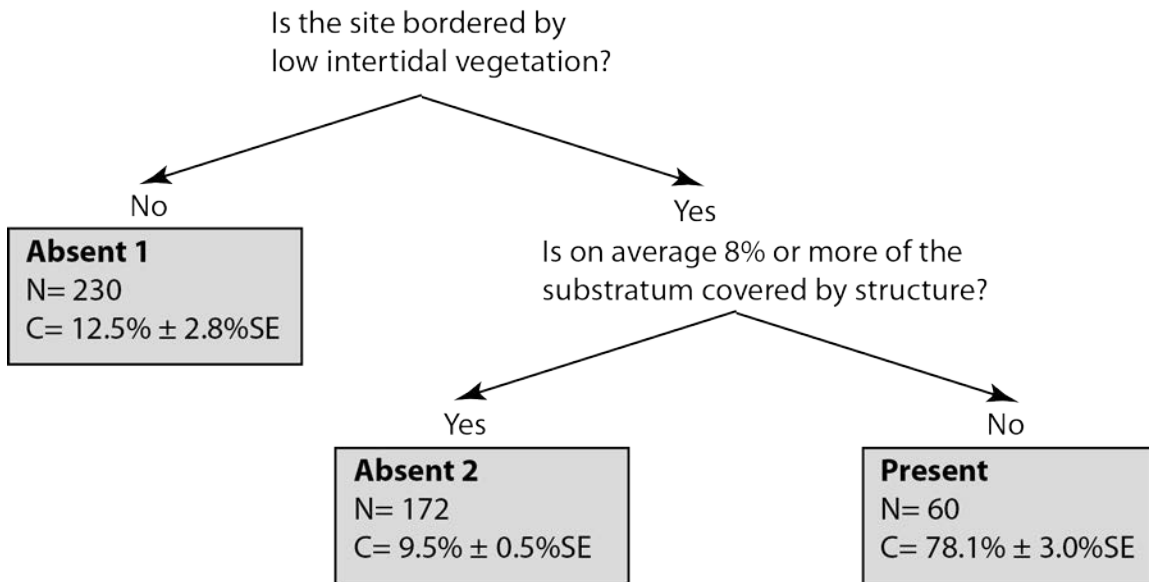 Is the site bordered by
low intertidal vegetation?
No
Yes
Absent 1
N= 230
C= 12.5% ± 2.8%SE
Is on average 8% or more of the
substratum covered by structure?
Yes
No
Absent 2
N= 172
C= 9.5% ± 0.5%SE
Present
N= 60
C= 78.1% ± 3.0%SE